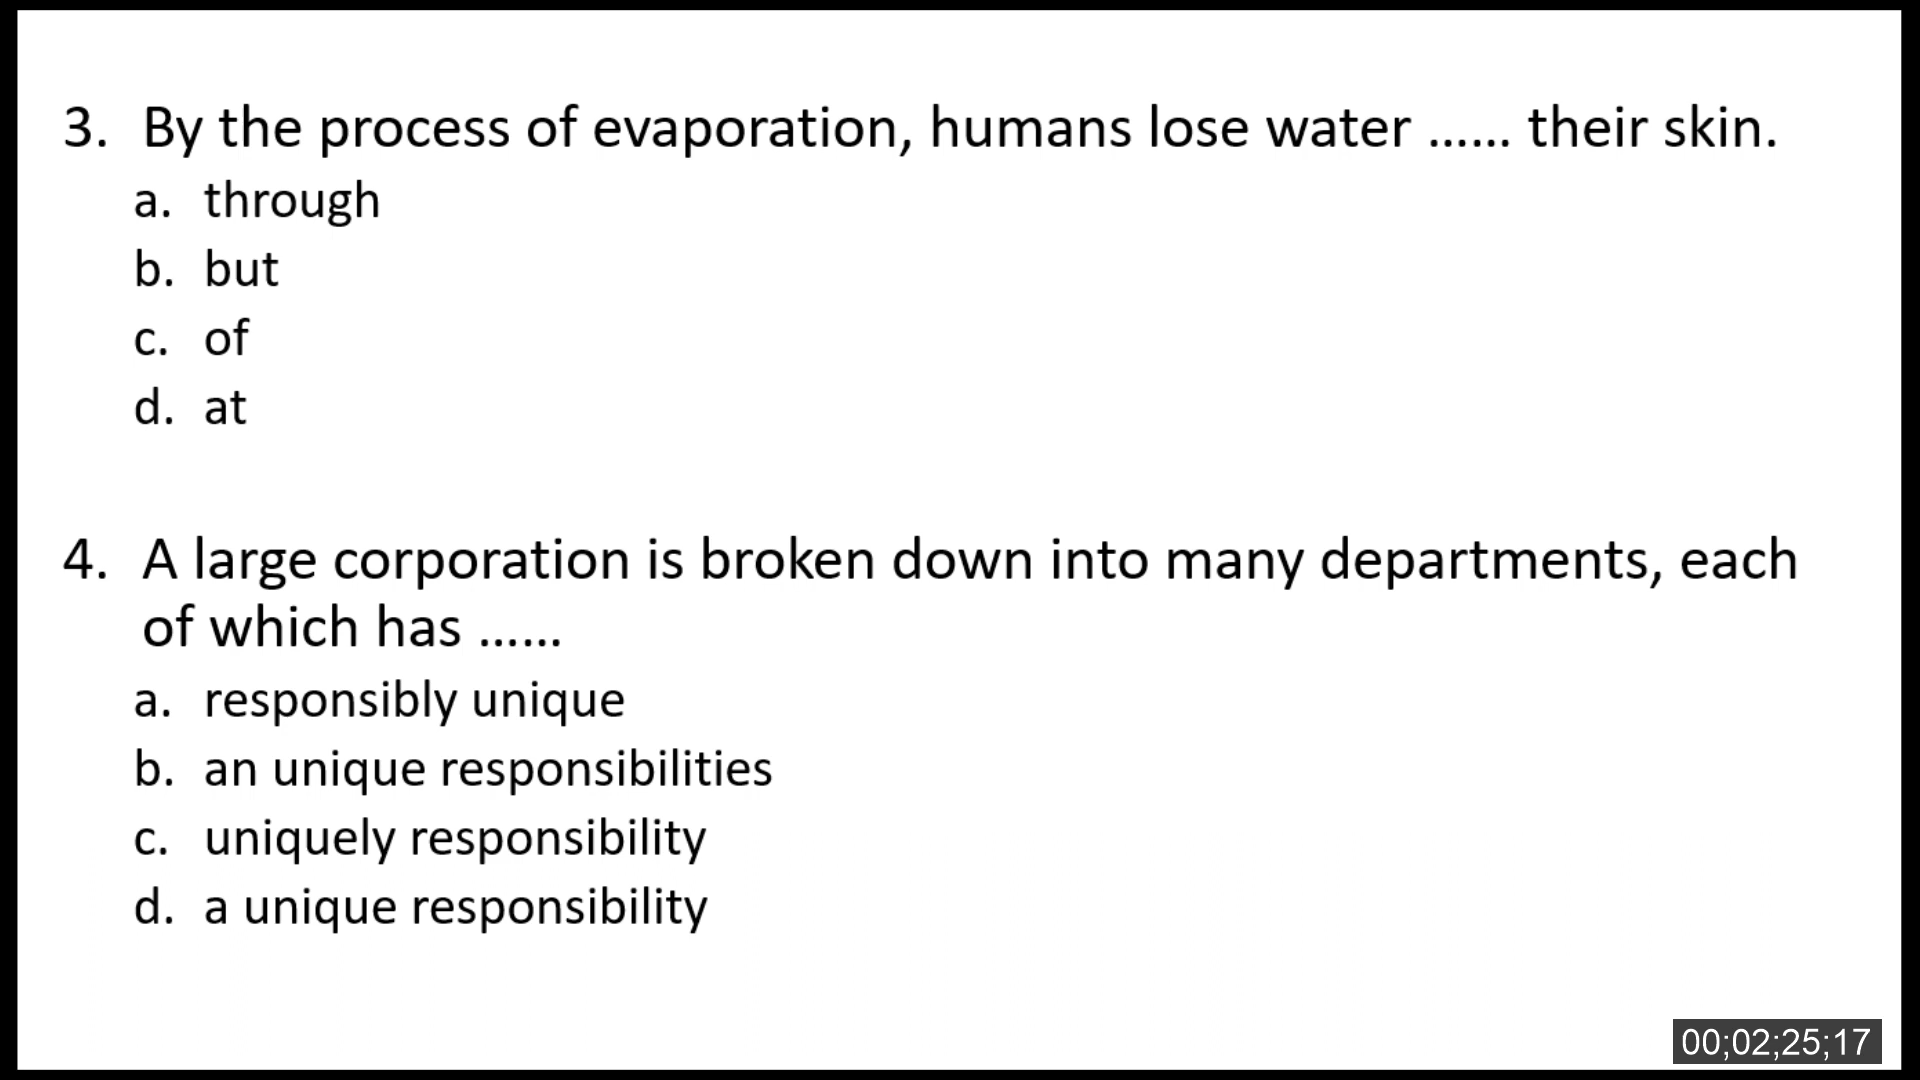 3. By the process of evaporation, humans lose water ...... their skin.
a. through
b. but
c. of
d. at
4. A large corporation is broken down into many departments, each
of which has ......
a. responsibly unique
b. an unique responsibilities
c. uniquely responsibility
d. a unique responsibility
00;02;25;17